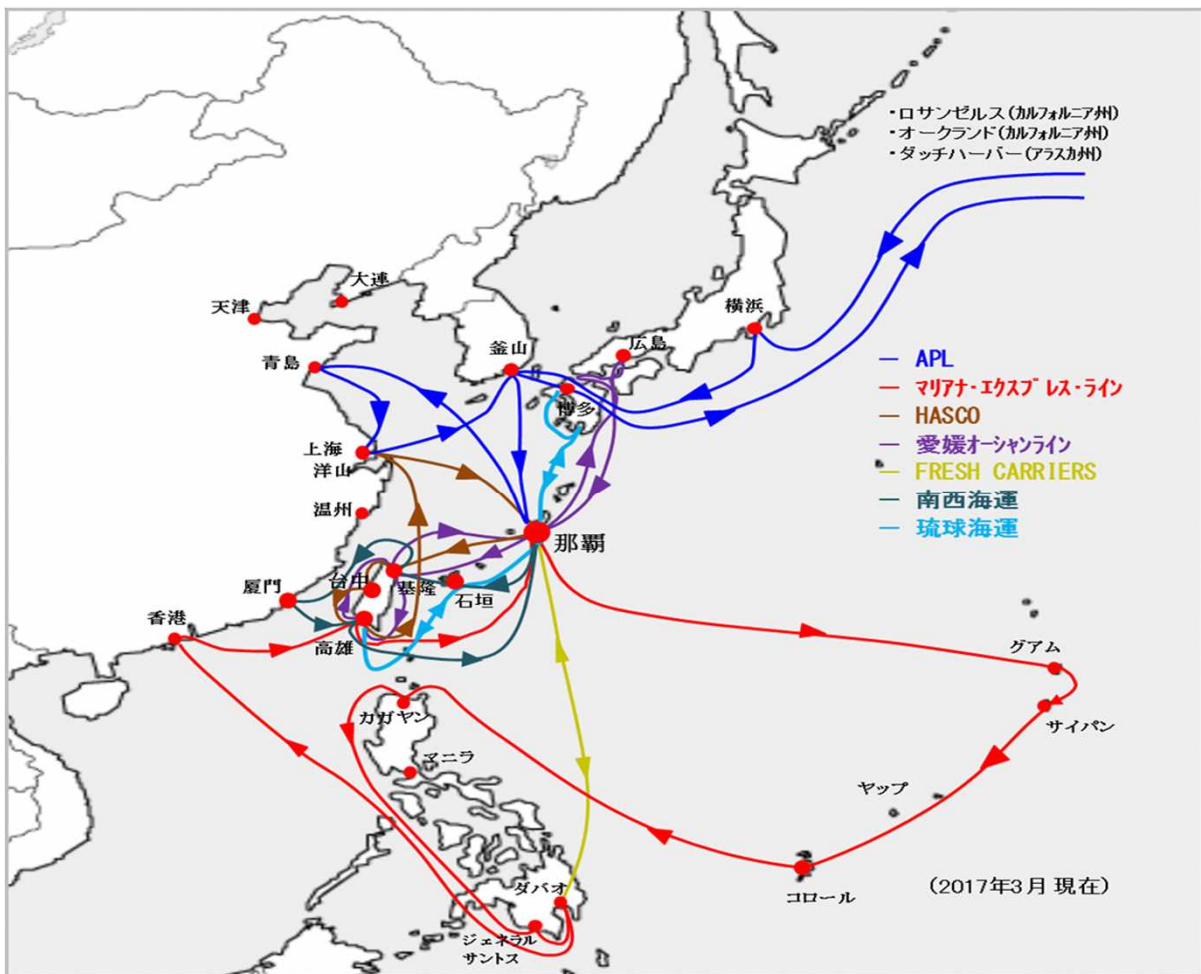 ・ロサンゼルス(カルフォルニア州)
・オークランド(カルフォルニア州)
・ダッチハーバー(アラスカ州)
大連
天津
横浜
釜山
広島
青島
博多
上海
洋山
温州
那覇
厦門
台中
基隆
石垣
香港
高雄
グアム
サイパン
カガヤン
マニラ
ヤップ
ダバオ
コロール
ジェネラル
サントス
― APL
― マリアナ・エクスプレス・ライン
― HASCO
― 愛媛オーシャンライン
― FRESH CARRIERS
― 南西海運
― 琉球海運
(2017年3月 現在)